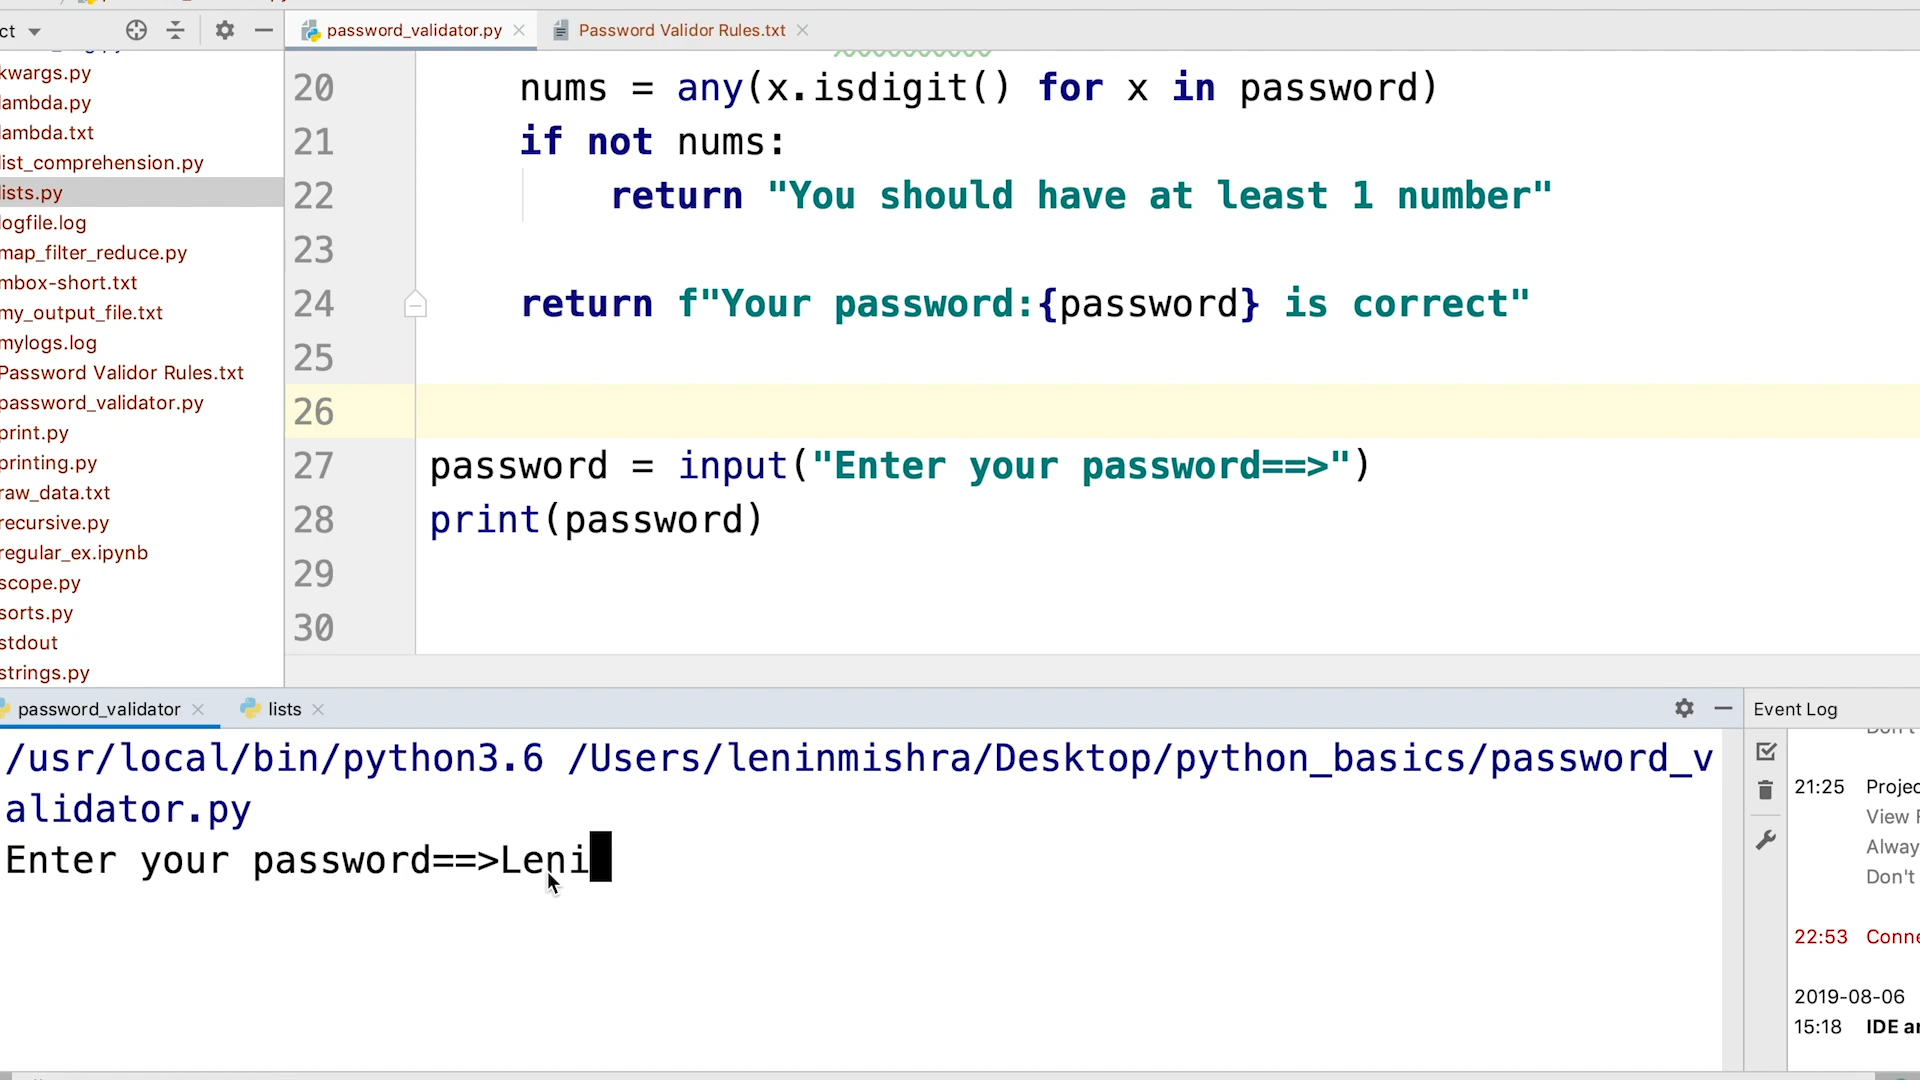 ct
password_validator.py
Password Validor Rules.txt
kwargs.py
lambda.py
lambda.txt
list_comprehension.py
lists.py
logfile.log
map_filter_reduce.py
mbox-short.txt
my_output_file.txt
mylogs.log
Password Validor Rules.txt
password_validator.py
print.py
printing.py
raw_data.txt
recursive.py
regular_ex.ipynb
scope.py
sorts.py
stdout
strings.py
20 nums = any(x.isdigit() for x in password)
21 if not nums:
22 return "You should have at least 1 number"
23
24 return f"Your password:{password} is correct"
25
26
27 password = input("Enter your password==>")
28 print(password)
29
30
password_validator
lists
Event Log
/usr/local/bin/python3.6 /Users/leninmishra/Desktop/python_basics/password_v
alidator.py
Enter your password==>Leni
21:25 Projec
View
Alway
Don't
22:53 Conne
2019-08-06
15:18 IDE